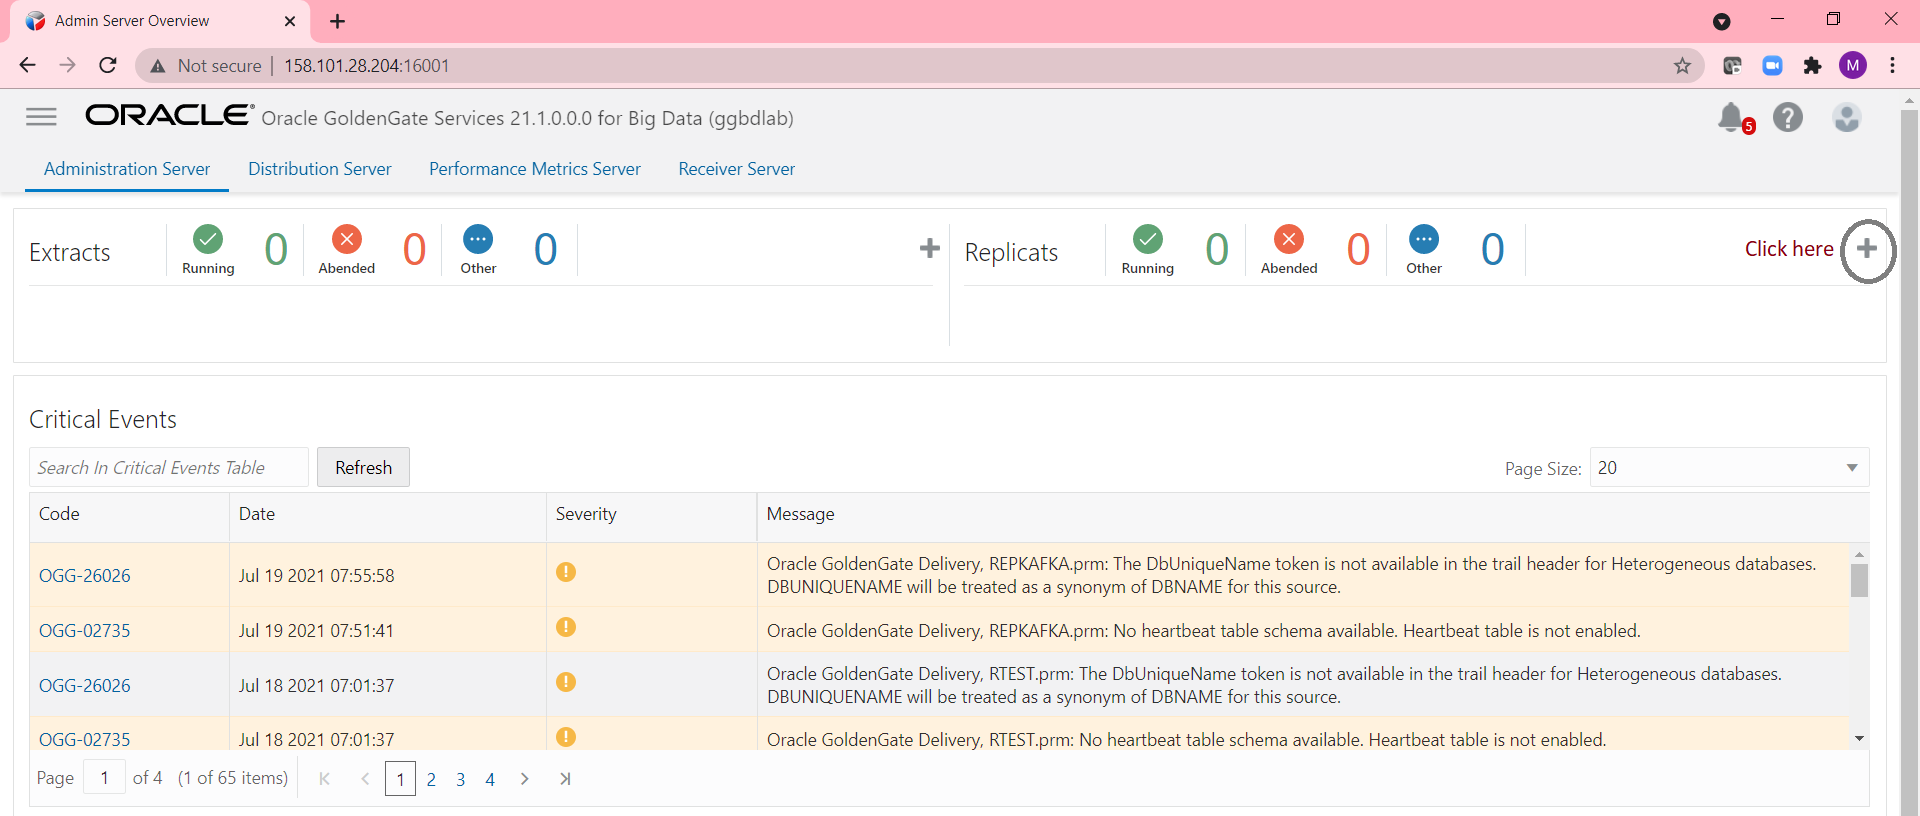 Admin Server Overview
Not secure | 158.101.28.204:16001
M
ORACLE® Oracle GoldenGate Services 21.1.0.0.0 for Big Data (ggbdlab)
5
?
Administration Server Distribution Server Performance Metrics Server Receiver Server
Extracts Running 0 Abended 0 Other 0 +
Replicats Running 0 Abended 0 Other 0 Click here +
Critical Events
Search In Critical Events Table Refresh Page Size: 20
Code Date Severity Message
OGG-26026 Jul 19 2021 07:55:58 ! Oracle GoldenGate Delivery, REPKAFKA.prm: The DbUniqueName token is not available in the trail header for Heterogeneous databases.
DBUNIQUENAME will be treated as a synonym of DBNAME for this source.
OGG-02735 Jul 19 2021 07:51:41 ! Oracle GoldenGate Delivery, REPKAFKA.prm: No heartbeat table schema available. Heartbeat table is not enabled.
OGG-26026 Jul 18 2021 07:01:37 ! Oracle GoldenGate Delivery, RTEST.prm: The DbUniqueName token is not available in the trail header for Heterogeneous databases.
DBUNIQUENAME will be treated as a synonym of DBNAME for this source.
OGG-02735 Jul 18 2021 07:01:37 ! Oracle GoldenGate Delivery, RTEST.prm: No heartbeat table schema available. Heartbeat table is not enabled.
Page 1 of 4 (1 of 65 items) 1 2 3 4